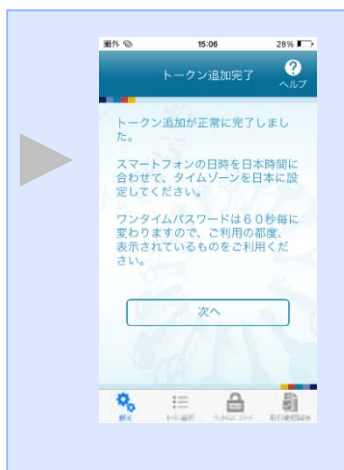 圏外 15:06 28%
トークン追加完了
?
ヘルプ
トークン追加が正常に完了しまし
た。
スマートフォンの日時を日本時間に
合わせて、タイムゾーンを日本に設
定してください。
ワンタイムパスワードは６０秒毎に
変わりますので、ご利用の都度、
表示されているものをご利用くだ
さい。
次へ